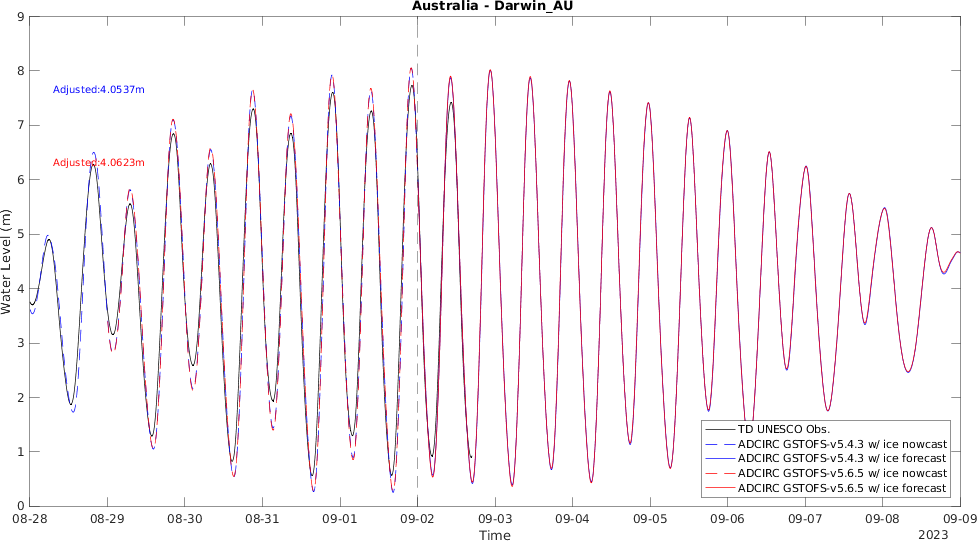 Australia - Darwin_AU
9
8
7
6
5
4
3
2
1
0
Water Level (m)
Adjusted:4.0537m
Adjusted:4.0623m
TD UNESCO Obs.
ADCIRC GSTOFS-v5.4.3 w/ ice nowcast
ADCIRC GSTOFS-v5.4.3 w/ ice forecast
ADCIRC GSTOFS-v5.6.5 w/ ice nowcast
ADCIRC GSTOFS-v5.6.5 w/ ice forecast
08-28 08-29 08-30 08-31 09-01 09-02 09-03 09-04 09-05 09-06 09-07 09-08 09-09
Time
2023